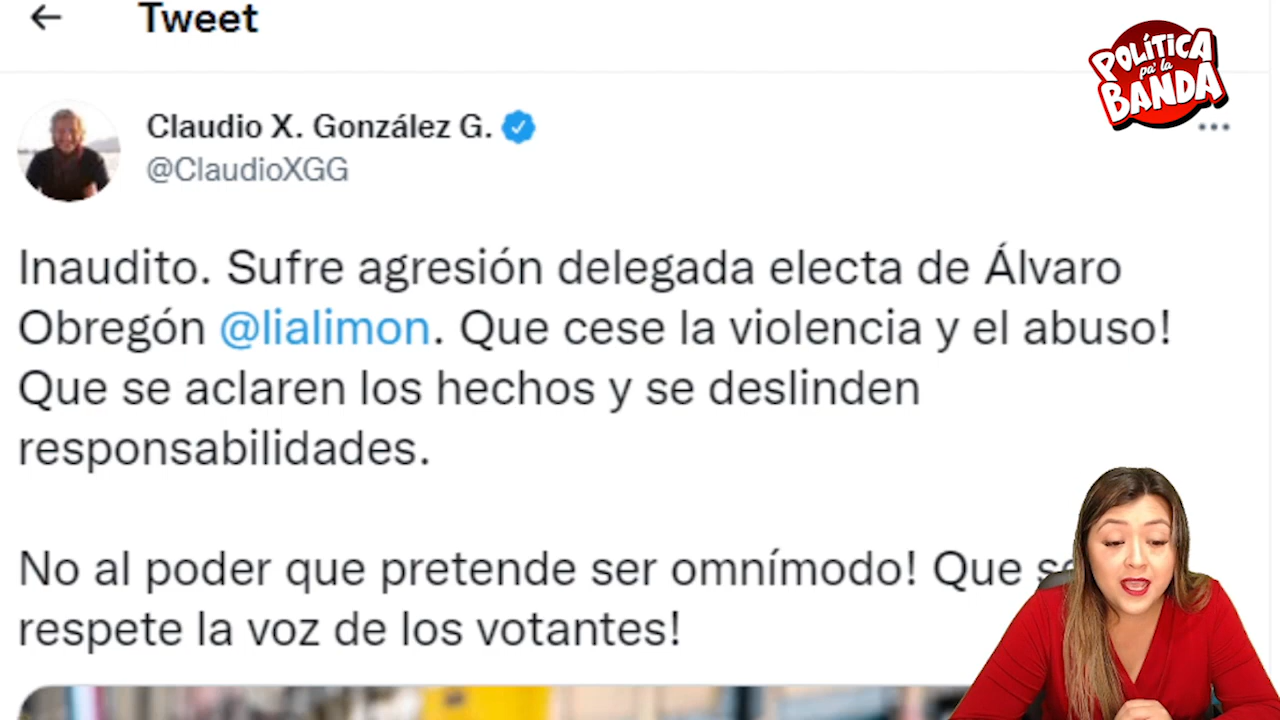 Tweet
POLÍTICA
pa' la
BANDA
Claudio X. González G.
@ClaudioXGG
Inaudito. Sufre agresión delegada electa de Álvaro
Obregón @lialimon. Que cese la violencia y el abuso!
Que se aclaren los hechos y se deslinden
responsabilidades.
No al poder que pretende ser omnímodo! Que
respete la voz de los votantes!